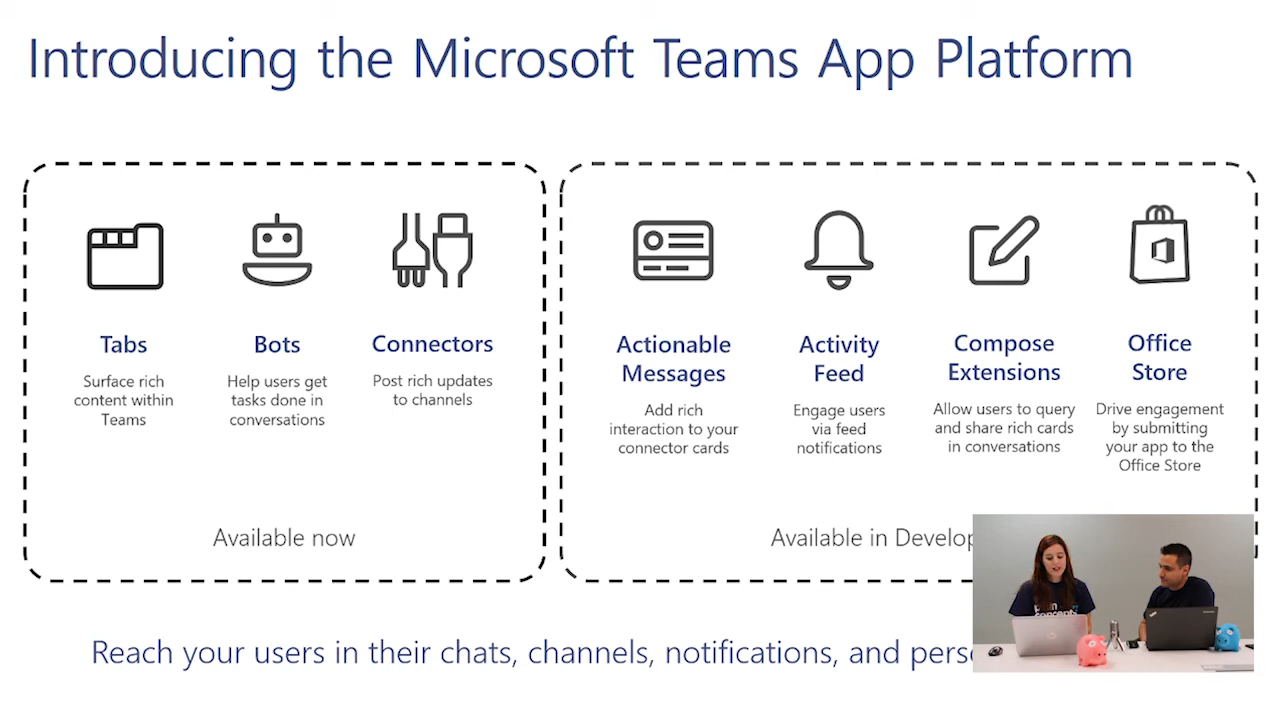 Introducing the Microsoft Teams App Platform
Tabs
Surface rich
content within
Teams
Bots
Help users get
tasks done in
conversations
Connectors
Post rich updates
to channels
Available now
Actionable
Messages
Add rich
interaction to your
connector cards
Activity
Feed
Engage users
via feed
notifications
Compose
Extensions
Allow users to query
and share rich cards
in conversations
Office
Store
Drive engagement
by submitting
your app to the
Office Store
Available in
Reach your users in their chats, channels, notifications, and